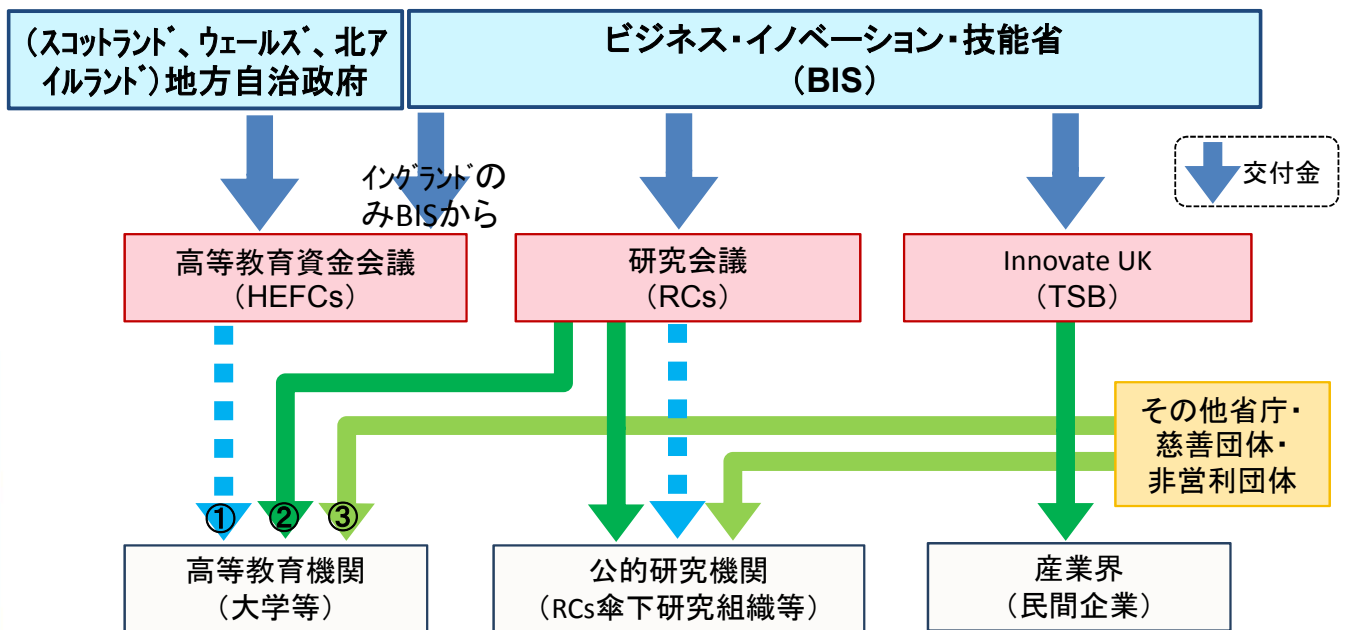 (スコットランド、ウェールズ、北ア
イルランド)地方自治政府
ビジネス・イノベーション・技能省
(BIS)
イングランドの
みBISから
交付金
高等教育資金会議
(HEFCs)
研究会議
(RCs)
Innovate UK
(TSB)
その他省庁・
慈善団体・
非営利団体
①
②
③
高等教育機関
(大学等)
公的研究機関
(RCs傘下研究組織等)
産業界
(民間企業)